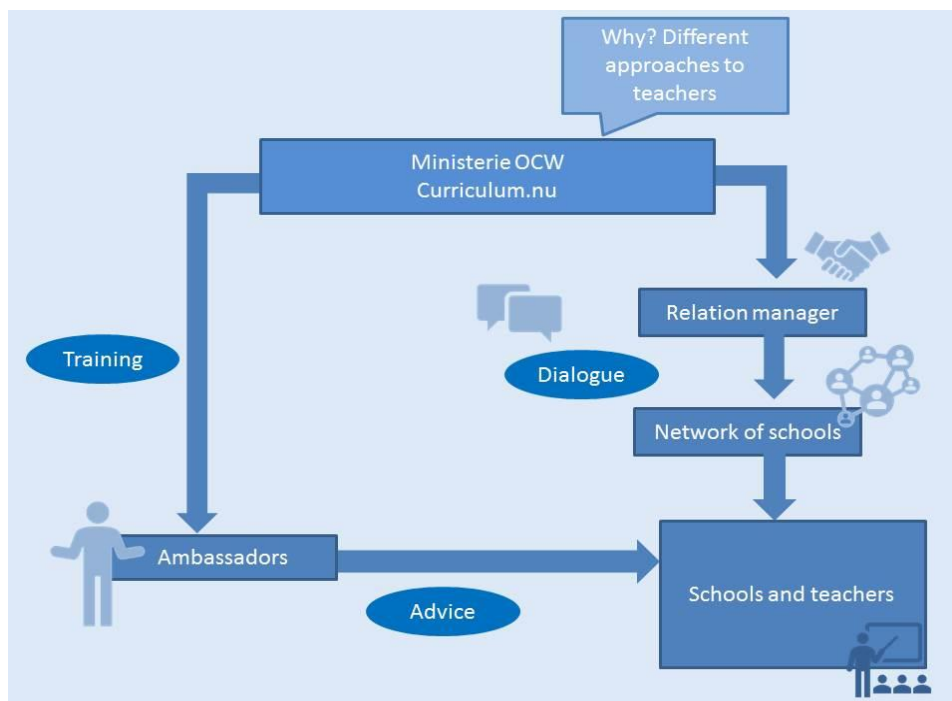 Why? Different
approaches to
teachers
Ministerie OCW
Curriculum.nu
Relation manager
Training
Dialogue
Network of schools
Ambassadors
Advice
Schools and teachers